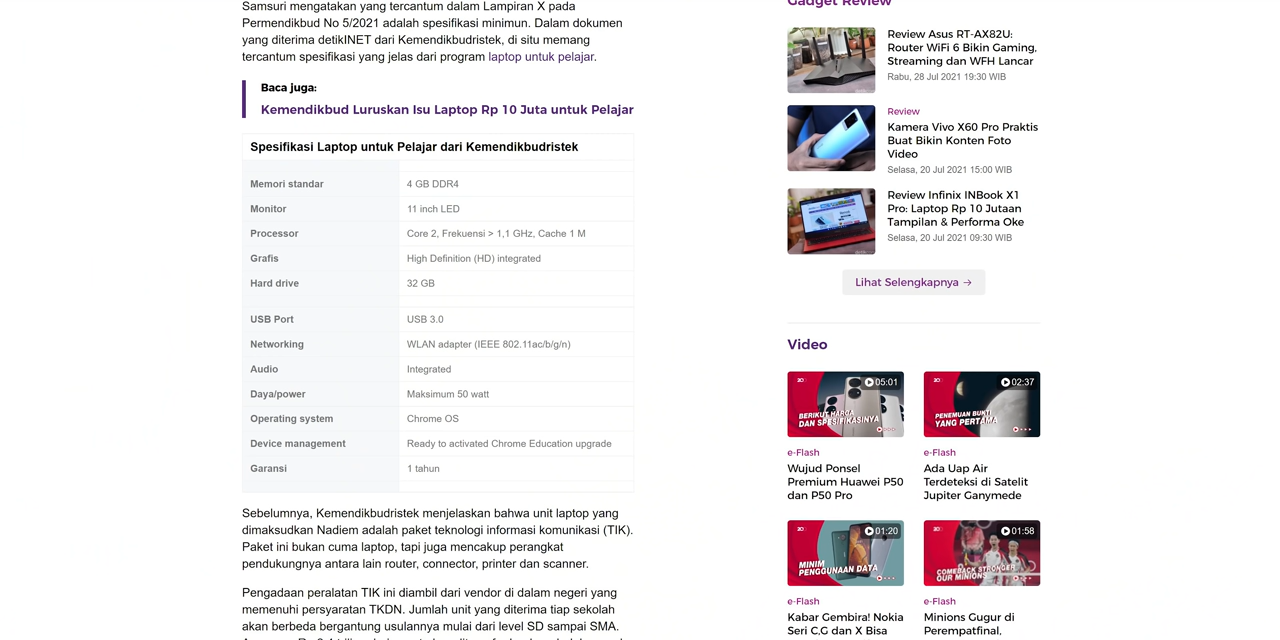 Samsuri mengatakan yang tercantum dalam Lampiran X pada
Permendikbud No 5/2021 adalah spesifikasi minimun. Dalam dokumen
yang diterima detikINET dari Kemendikbudristek, di situ memang
tercantum spesifikasi yang jelas dari program laptop untuk pelajar.
Baca juga:
Kemendikbud Luruskan Isu Laptop Rp 10 Juta untuk Pelajar
Spesifikasi Laptop untuk Pelajar dari Kemendikbudristek
Memori standar 4 GB DDR4
Monitor 11 inch LED
Processor Core 2, Frekuensi > 1,1 GHz, Cache 1 M
Grafis High Definition (HD) integrated
Hard drive 32 GB
USB Port USB 3.0
Networking WLAN adapter (IEEE 802.11ac/b/g/n)
Audio Integrated
Daya/power Maksimum 50 watt
Operating system Chrome OS
Device management Ready to activated Chrome Education upgrade
Garansi 1 tahun
Sebelumnya, Kemendikbudristek menjelaskan bahwa unit laptop yang
dimaksudkan Nadiem adalah paket teknologi informasi komunikasi (TIK).
Paket ini bukan cuma laptop, tapi juga mencakup perangkat
pendukungnya antara lain router, connector, printer dan scanner.
Pengadaan peralatan TIK ini diambil dari vendor di dalam negeri yang
memenuhi persyaratan TKDN. Jumlah unit yang diterima tiap sekolah
akan berbeda bergantung usulannya mulai dari level SD sampai SMA.
Gadget Review
Review Asus RT-AX82U:
Router WiFi 6 Bikin Gaming,
Streaming dan WFH Lancar
Rabu, 28 Jul 2021 19:30 WIB
Review
Kamera Vivo X60 Pro Praktis
Buat Bikin Konten Foto
Video
Selasa, 20 Jul 2021 15:00 WIB
Review Infinix INBook X1
Pro: Laptop Rp 10 Jutaan
Tampilan & Performa Oke
Selasa, 20 Jul 2021 09:30 WIB
Lihat Selengkapnya →
Video
05:01
BERIKUT HARGA
DAN SPESIFIKASINYA
e-Flash
Wujud Ponsel
Premium Huawei P50
dan P50 Pro
02:37
PENEMUAN BUKTI
YANG PERTAMA
e-Flash
Ada Uap Air
Terdeteksi di Satelit
Jupiter Ganymede
01:20
MINIM
PENGGUNAAN DATA
e-Flash
Kabar Gembira! Nokia
Seri C,G dan X Bisa
01:58
COMEBACK STRONGER
OUR MINIONS
e-Flash
Minions Gugur di
Perempatfinal,